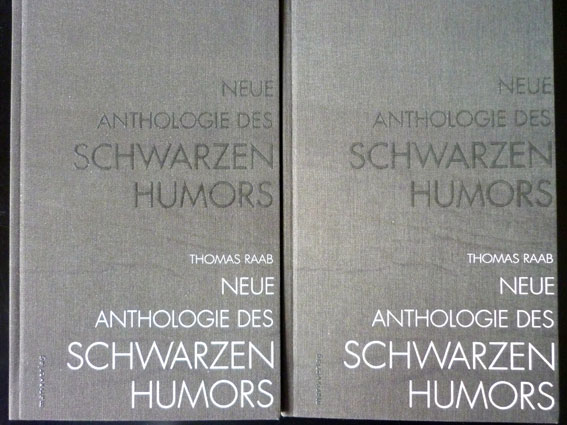 NEUE
ANTHOLOGIE DES
SCHWARZEN
HUMORS
THOMAS RAAB
NEUE
ANTHOLOGIE DES
SCHWARZEN
HUMORS
NEUE
ANTHOLOGIE DES
SCHWARZEN
HUMORS
THOMAS RAAB
NEUE
ANTHOLOGIE DES
SCHWARZEN
HUMORS